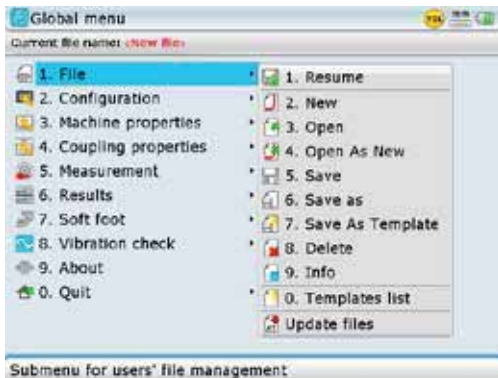 Global menu
Current file name: <New file>
1. File
2. Configuration
3. Machine properties
4. Coupling properties
5. Measurement
6. Results
7. Soft foot
8. Vibration check
9. About
0. Quit
1. Resume
2. New
3. Open
4. Open As New
5. Save
6. Save as
7. Save As Template
8. Delete
9. Info
0. Templates list
Update files
Submenu for users' file management